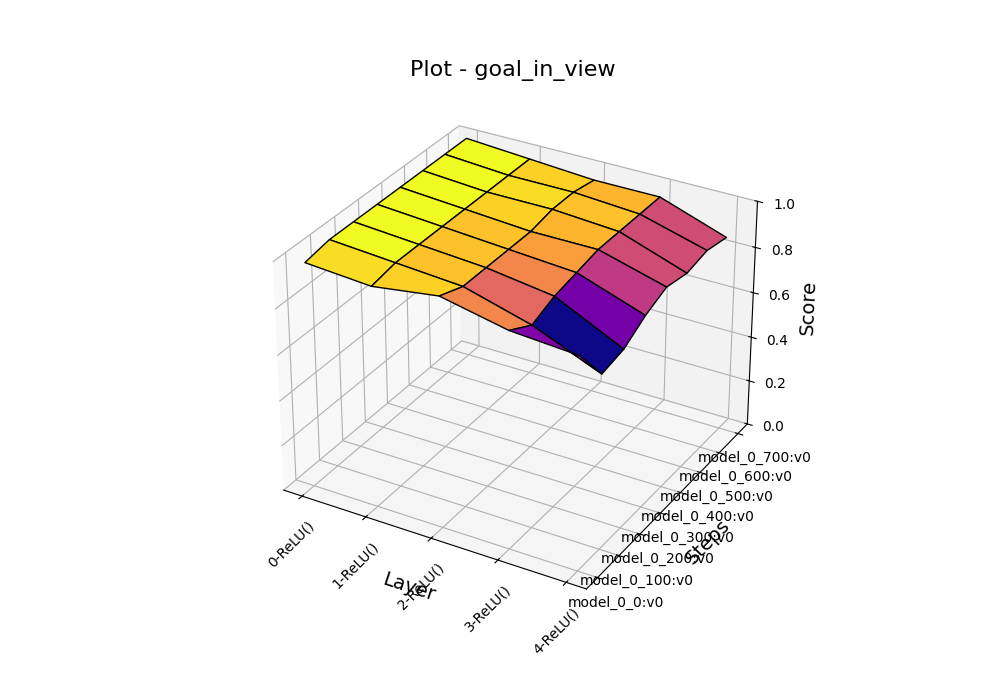 Plot - goal_in_view
1.0
0.8
0.6
0.4
0.2
0.0
Score
model_0_700:v0
model_0_600:v0
model_0_500:v0
model_0_400:v0
model_0_300:v0
model_0_200:v0
model_0_100:v0
model_0_0:v0
Steps
0-ReLU()
1-ReLU()
2-ReLU()
3-ReLU()
4-ReLU()
Layer